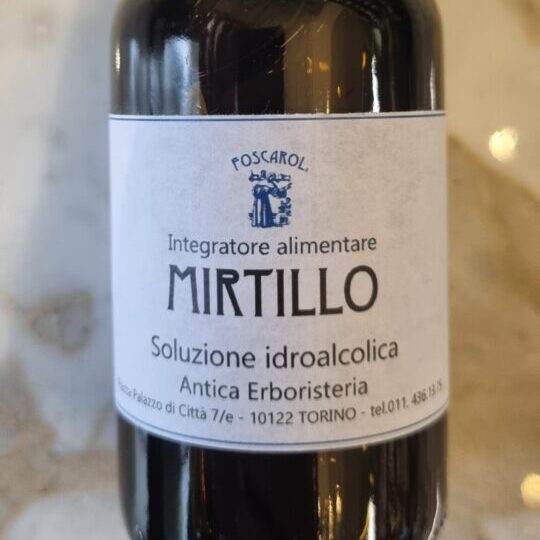 FOSCAROL
Integratore alimentare
MIRTILLO
Soluzione idroalcolica
Antica Erboristeria
Piazza Palazzo di Città 7/e - 10122 TORINO - tel.011. 436.13.75